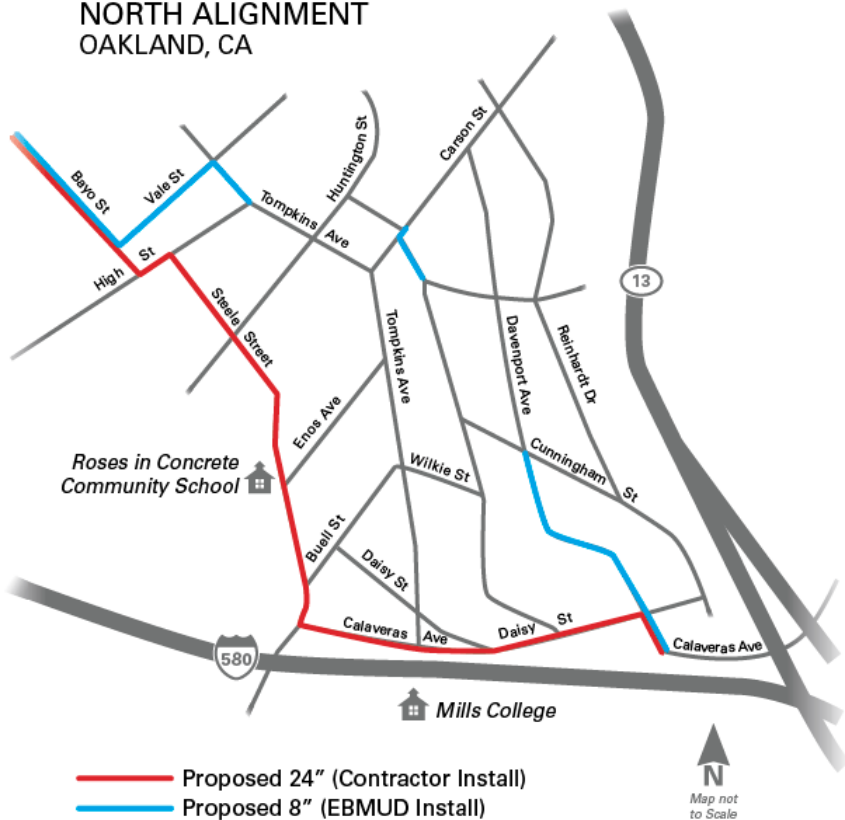 NORTH ALIGNMENT
OAKLAND, CA
Carson St
Huntington St
Bayo St
Vale St
Tompkins Ave
High St
13
Steele Street
Tompkins Ave
Davenport Ave
Reinhardt Dr
Enos Ave
Roses in Concrete
Community School
Wilkie St
Cunningham St
Buell St
Daisy St
Calaveras Ave
Daisy St
Calaveras Ave
580
Mills College
N
Map not
to Scale
Proposed 24” (Contractor Install)
Proposed 8” (EBMUD Install)